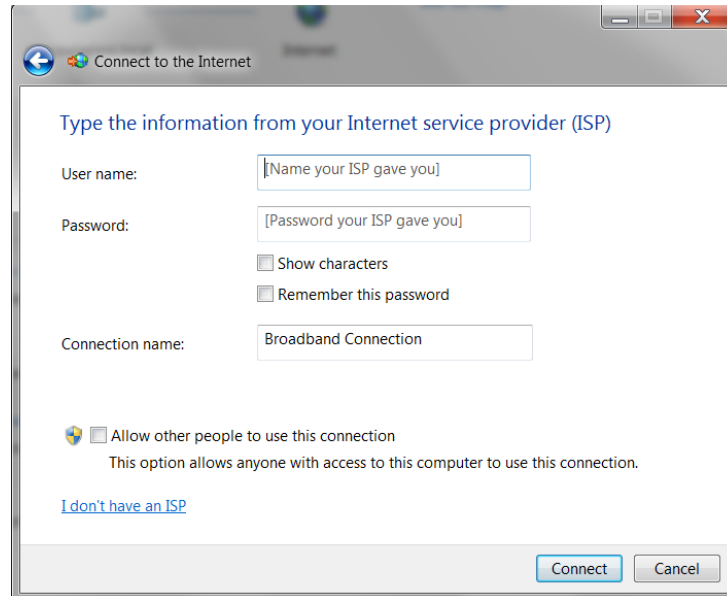 Internet
Connect to the Internet
Type the information from your Internet service provider (ISP)
User name:
[Name your ISP gave you]
Password:
[Password your ISP gave you]
Show characters
Remember this password
Connection name:
Broadband Connection
Allow other people to use this connection
This option allows anyone with access to this computer to use this connection.
I don't have an ISP
Connect
Cancel